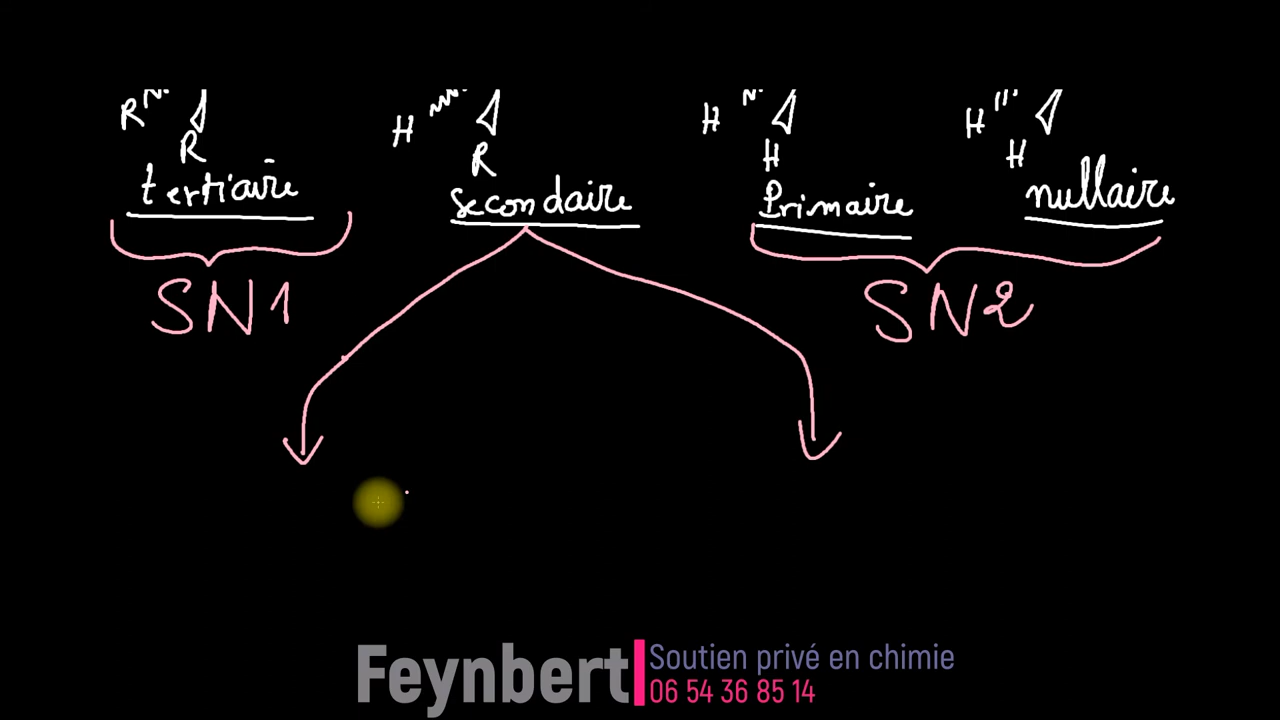 R R H R H H H H
tertiaire secondaire Primaire nullaire
SN1 SN2
Feynbert Soutien privé en chimie
06 54 36 85 14